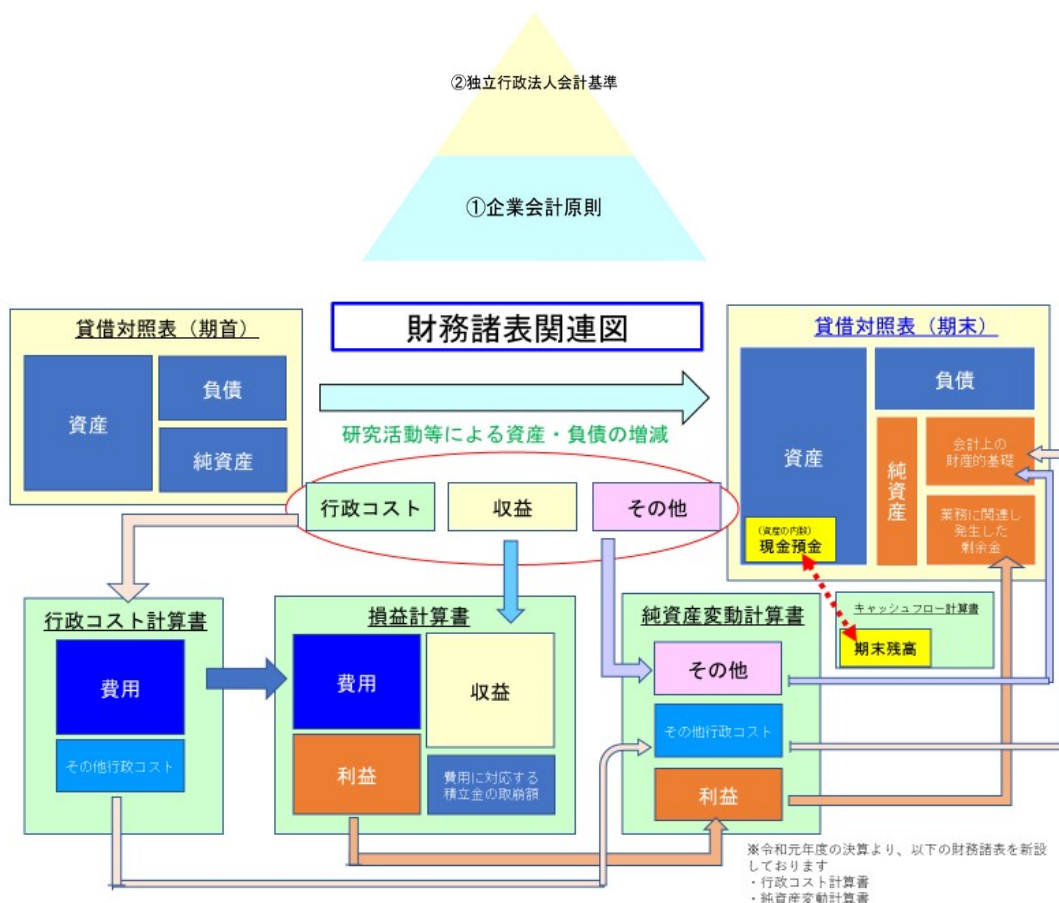 ②独立行政法人会計基準
①企業会計原則
財務諸表関連図
貸借対照表（期首）
資産
負債
純資産
研究活動等による資産・負債の増減
行政コスト
収益
その他
貸借対照表（期末）
資産
負債
純資産
会計上の
財産的基礎
業務に関連し
発生した
剰余金
（資産の内数）
現金預金
行政コスト計算書
費用
その他行政コスト
損益計算書
費用
収益
利益
費用に対応する
積立金の取崩額
純資産変動計算書
その他
その他行政コスト
利益
キャッシュフロー計算書
期末残高
※令和元年度の決算より、以下の財務諸表を新設
しております
・行政コスト計算書
・純資産変動計算書